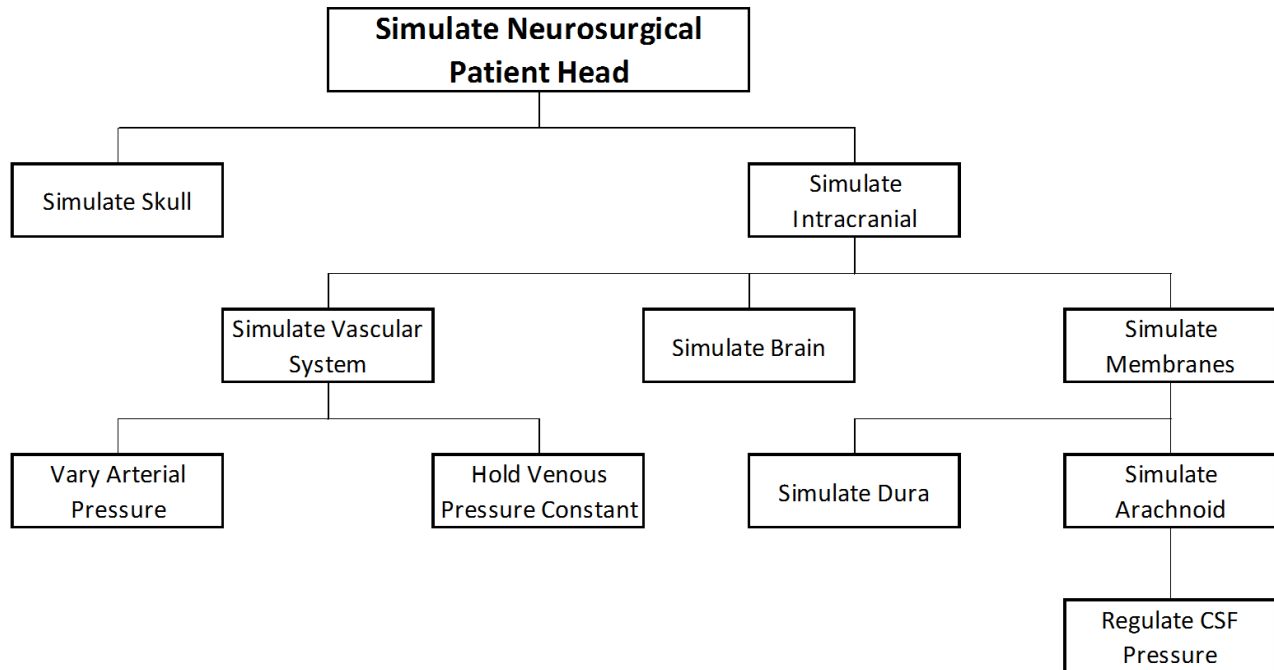 Simulate Neurosurgical
Patient Head
Simulate Skull
Simulate
Intracranial
Simulate Vascular
System
Simulate Brain
Simulate
Membranes
Vary Arterial
Pressure
Hold Venous
Pressure Constant
Simulate Dura
Simulate
Arachnoid
Regulate CSF
Pressure